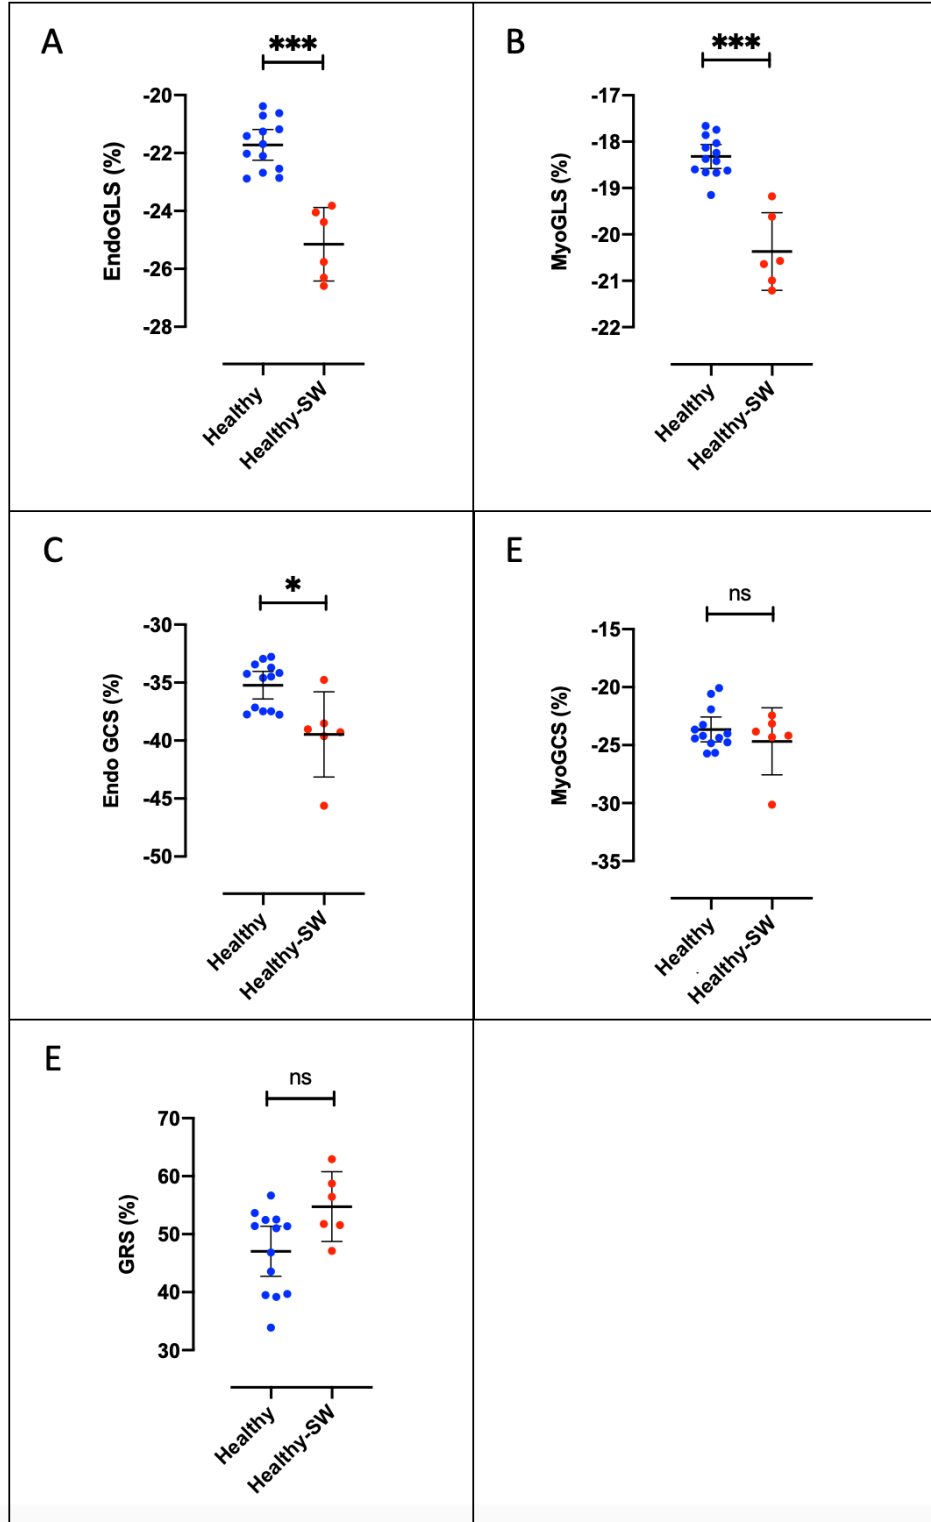 A
***
EndoGLS (%)
-20
-22
-24
-26
-28
Healthy
Healthy-SW
B
***
MyoGLS (%)
-17
-18
-19
-20
-21
-22
Healthy
Healthy-SW
C
*
Endo GCS (%)
-30
-35
-40
-45
-50
Healthy
Healthy-SW
E
ns
MyoGCS (%)
-15
-20
-25
-30
-35
Healthy
Healthy-SW
E
ns
GRS (%)
70
60
50
40
30
Healthy
Healthy-SW